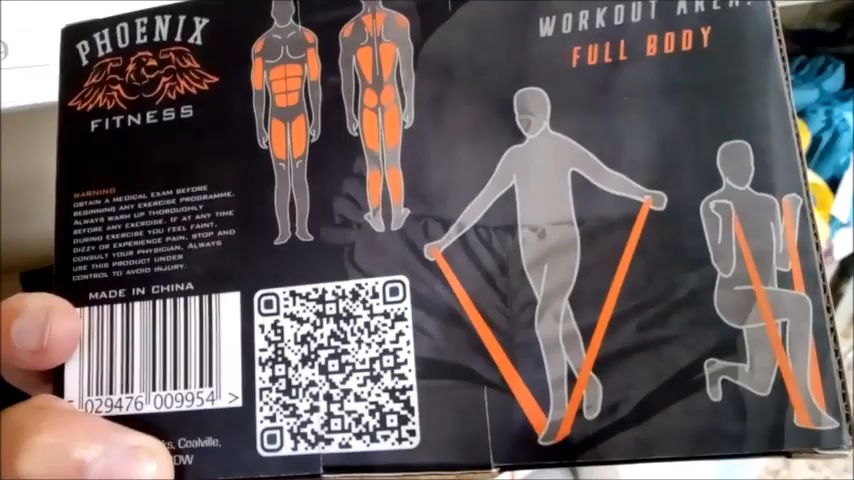 PHOENIX
FITNESS
WORKOUT AREA:
FULL BODY
WARNING
OBTAIN A MEDICAL EXAM BEFORE
BEGINNING ANY EXERCISE PROGRAMME.
ALWAYS WARM UP THOROUGHLY
BEFORE ANY EXERCISE. IF AT ANY TIME
DURING EXERCISE YOU FEEL FAINT,
DIZZY OR EXPERIENCE PAIN, STOP AND
CONSULT YOUR PHYSICIAN. ALWAYS
USE THIS PRODUCT UNDER
CONTROL TO AVOID INJURY.
MADE IN CHINA
029476 009954 >
Coalville,